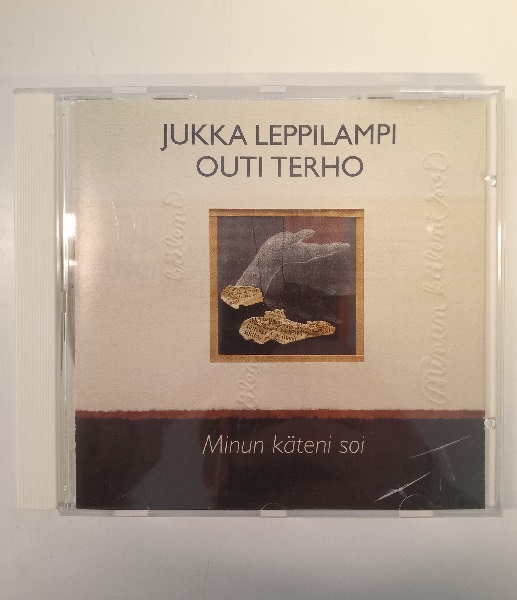 JUKKA LEPPILAMPI
OUTI TERHO
Minun käteni soi